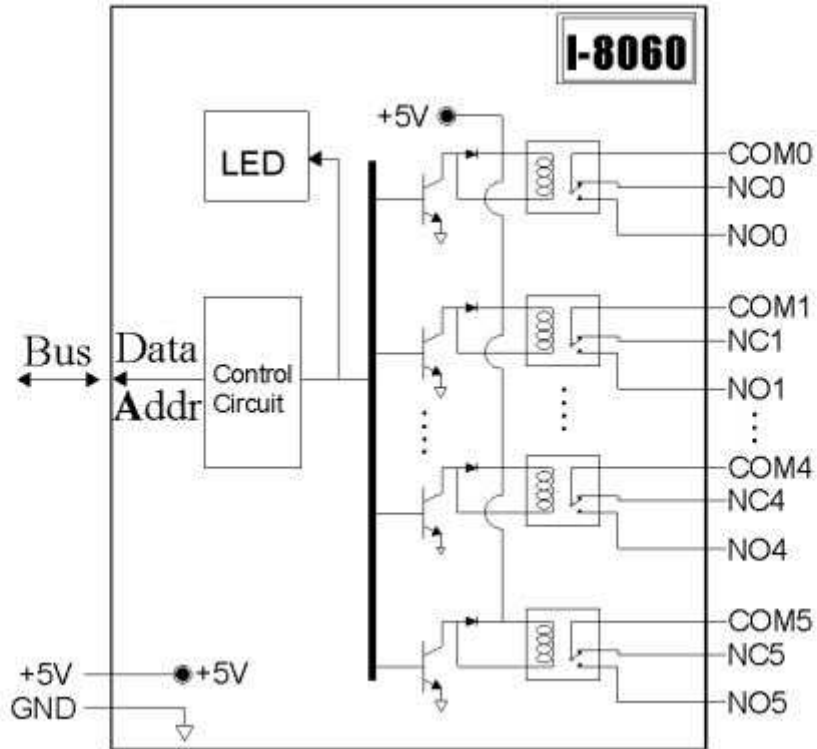 I-8060
+5V
LED
COM0
NC0
NO0
COM1
NC1
NO1
Bus
Data
Addr
Control
Circuit
COM4
NC4
NO4
COM5
NC5
NO5
+5V
+5V
GND